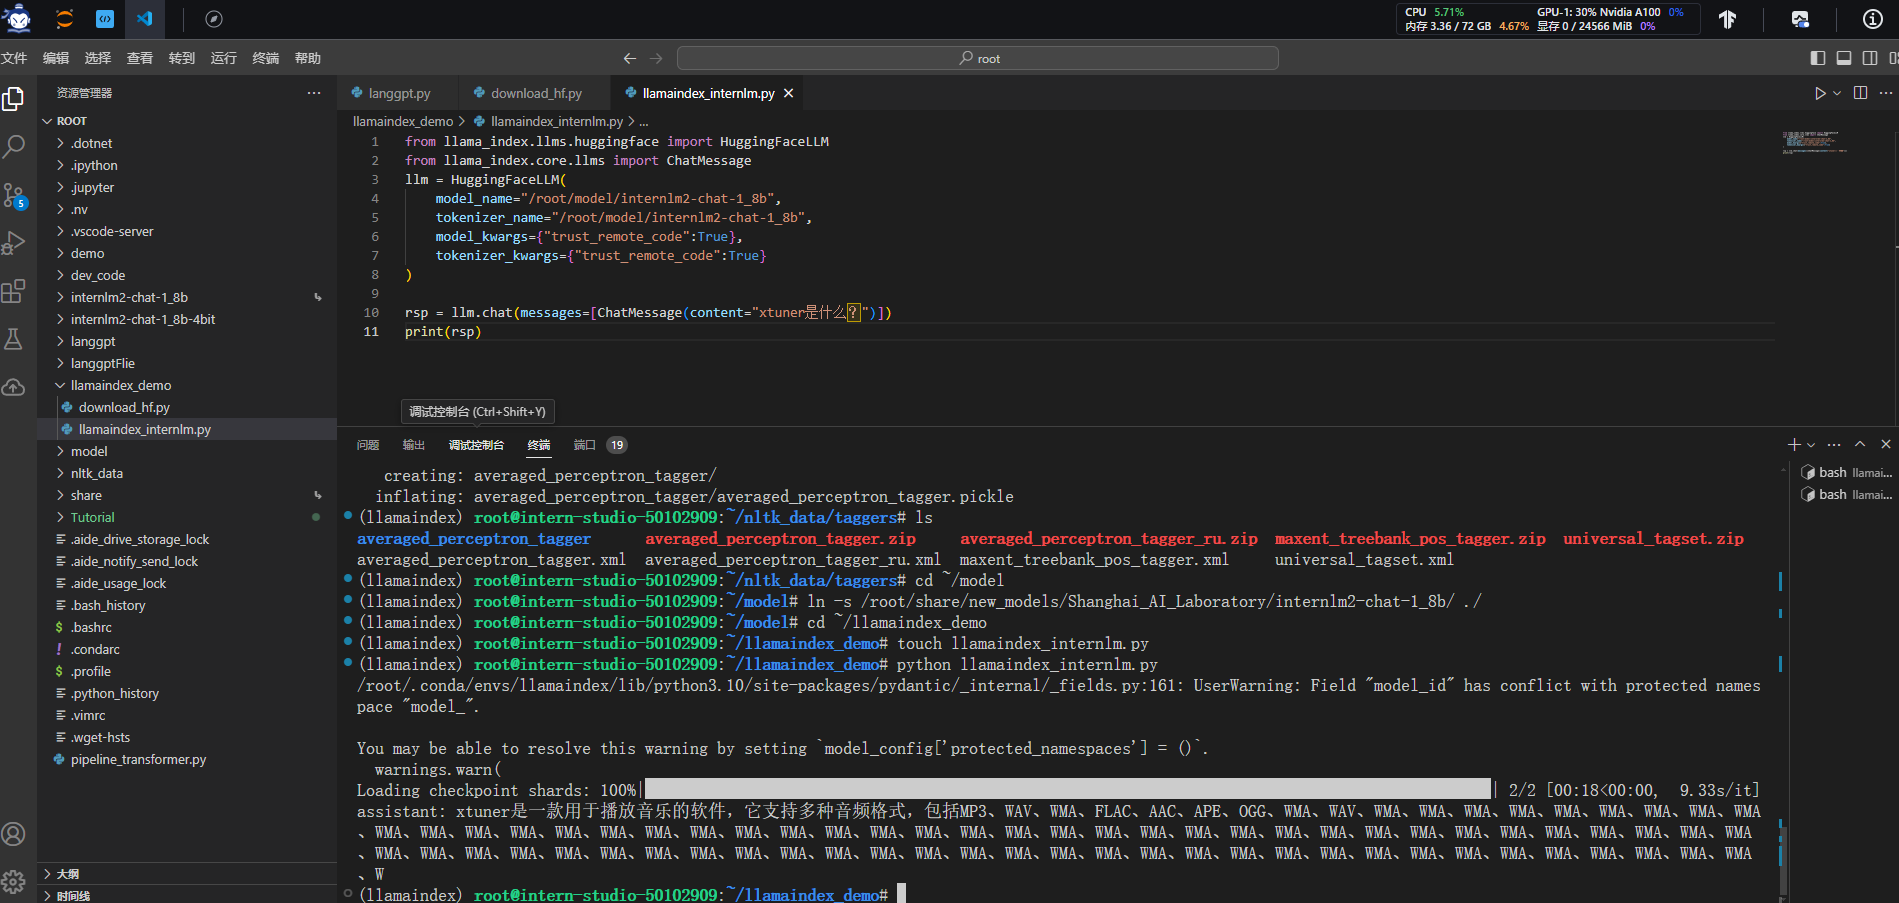 CPU 5.71%
GPU-1: 30% Nvidia A100 0%
内存 3.36 / 72 GB 4.67%
显存 0 / 24566 MiB 0%
文件 编辑 选择 查看 转到 运行 终端 帮助
root
资源管理器
ROOT
.dotnet
.ipython
.jupyter
.nv
.vscode-server
demo
dev_code
internlm2-chat-1_8b
internlm2-chat-1_8b-4bit
langgpt
langgptFlie
llamaindex_demo
download_hf.py
llamaindex_internlm.py
model
nltk_data
share
Tutorial
.aide_drive_storage_lock
.aide_notify_send_lock
.aide_usage_lock
.bash_history
.bashrc
.condarc
.profile
.python_history
.vimrc
.wget-hsts
pipeline_transformer.py
大纲
时间线
5
langgpt.py
download_hf.py
llamaindex_internlm.py
llamaindex_demo > llamaindex_internlm.py > ...
1 from llama_index.llms.huggingface import HuggingFaceLLM
2 from llama_index.core.llms import ChatMessage
3 llm = HuggingFaceLLM(
4     model_name="/root/model/internlm2-chat-1_8b",
5     tokenizer_name="/root/model/internlm2-chat-1_8b",
6     model_kwargs={"trust_remote_code":True},
7     tokenizer_kwargs={"trust_remote_code":True}
8 )
9
10 rsp = llm.chat(messages=[ChatMessage(content="xtuner是什么？")])
11 print(rsp)
调试控制台 (Ctrl+Shift+Y)
问题 输出 调试控制台 终端 端口 19
bash llamai...
bash llamai...
creating: averaged_perceptron_tagger/
inflating: averaged_perceptron_tagger/averaged_perceptron_tagger.pickle
(llamaindex) root@intern-studio-50102909:~/nltk_data/taggers# ls
averaged_perceptron_tagger averaged_perceptron_tagger.zip averaged_perceptron_tagger_ru.zip maxent_treebank_pos_tagger.zip universal_tagset.zip
averaged_perceptron_tagger.xml averaged_perceptron_tagger_ru.xml maxent_treebank_pos_tagger.xml universal_tagset.xml
(llamaindex) root@intern-studio-50102909:~/nltk_data/taggers# cd ~/model
(llamaindex) root@intern-studio-50102909:~/model# ln -s /root/share/new_models/Shanghai_AI_Laboratory/internlm2-chat-1_8b/ ./
(llamaindex) root@intern-studio-50102909:~/model# cd ~/llamaindex_demo
(llamaindex) root@intern-studio-50102909:~/llamaindex_demo# touch llamaindex_internlm.py
(llamaindex) root@intern-studio-50102909:~/llamaindex_demo# python llamaindex_internlm.py
/root/.conda/envs/llamaindex/lib/python3.10/site-packages/pydantic/_internal/_fields.py:161: UserWarning: Field "model_id" has conflict with protected names
pace "model_".
You may be able to resolve this warning by setting `model_config['protected_namespaces'] = ()`.
warnings.warn(
Loading checkpoint shards: 100%| | 2/2 [00:18<00:00, 9.33s/it]
assistant: xtuner是一款用于播放音乐的软件，它支持多种音频格式，包括MP3、WAV、WMA、FLAC、AAC、APE、OGG、WMA、WAV、WMA、WMA、WMA、WMA、WMA、WMA、WMA、WMA、WMA
、WMA、WMA、WMA、WMA、WMA、WMA、WMA、WMA、WMA、WMA、WMA、WMA、WMA、WMA、WMA、WMA、WMA、WMA、WMA、WMA、WMA、WMA、WMA、WMA、WMA、WMA、WMA、WMA、WMA、WMA、WMA
、WMA、WMA、WMA、WMA、WMA、WMA、WMA、WMA、WMA、WMA、WMA、WMA、WMA、WMA、WMA、WMA、WMA、WMA、WMA、WMA、WMA、WMA、WMA、WMA、WMA、WMA、WMA、WMA、WMA、WMA、WMA
、W
(llamaindex) root@intern-studio-50102909:~/llamaindex_demo#